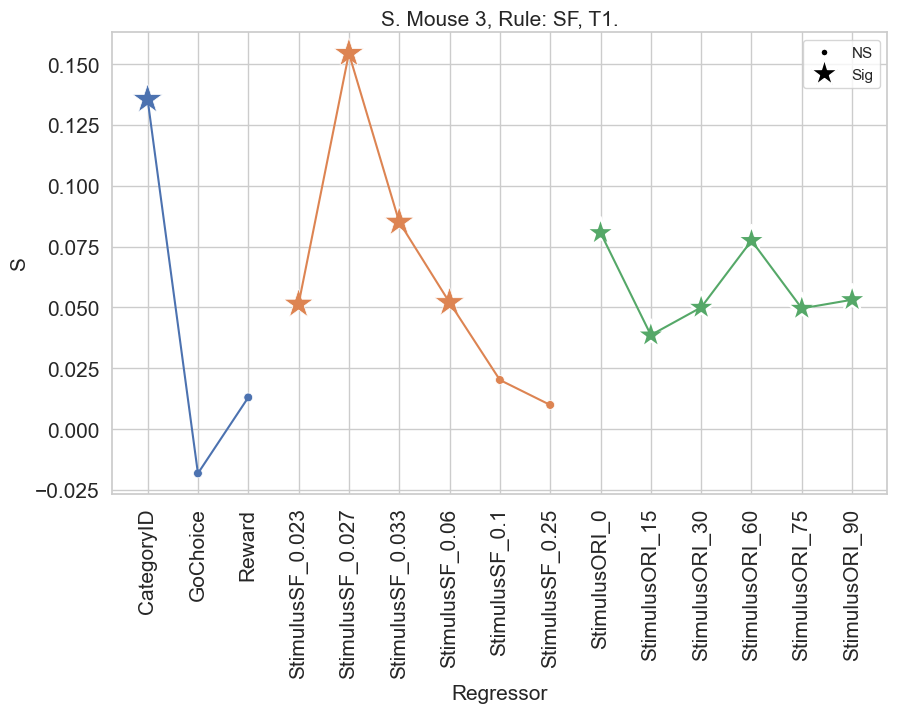 S. Mouse 3, Rule: SF, T1.
NS
Sig
0.150
0.125
0.100
0.075
0.050
0.025
0.000
−0.025
S
CategoryID
GoChoice
Reward
StimulusSF_0.023
StimulusSF_0.027
StimulusSF_0.033
StimulusSF_0.06
StimulusSF_0.1
StimulusSF_0.25
StimulusORI_0
StimulusORI_15
StimulusORI_30
StimulusORI_60
StimulusORI_75
StimulusORI_90
Regressor